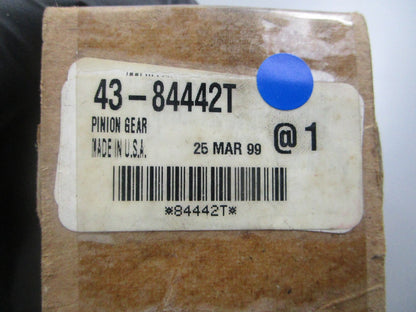 43-84442T
PINION GEAR
MADE IN U.S.A. 25 MAR 99 @ 1
*84442T*